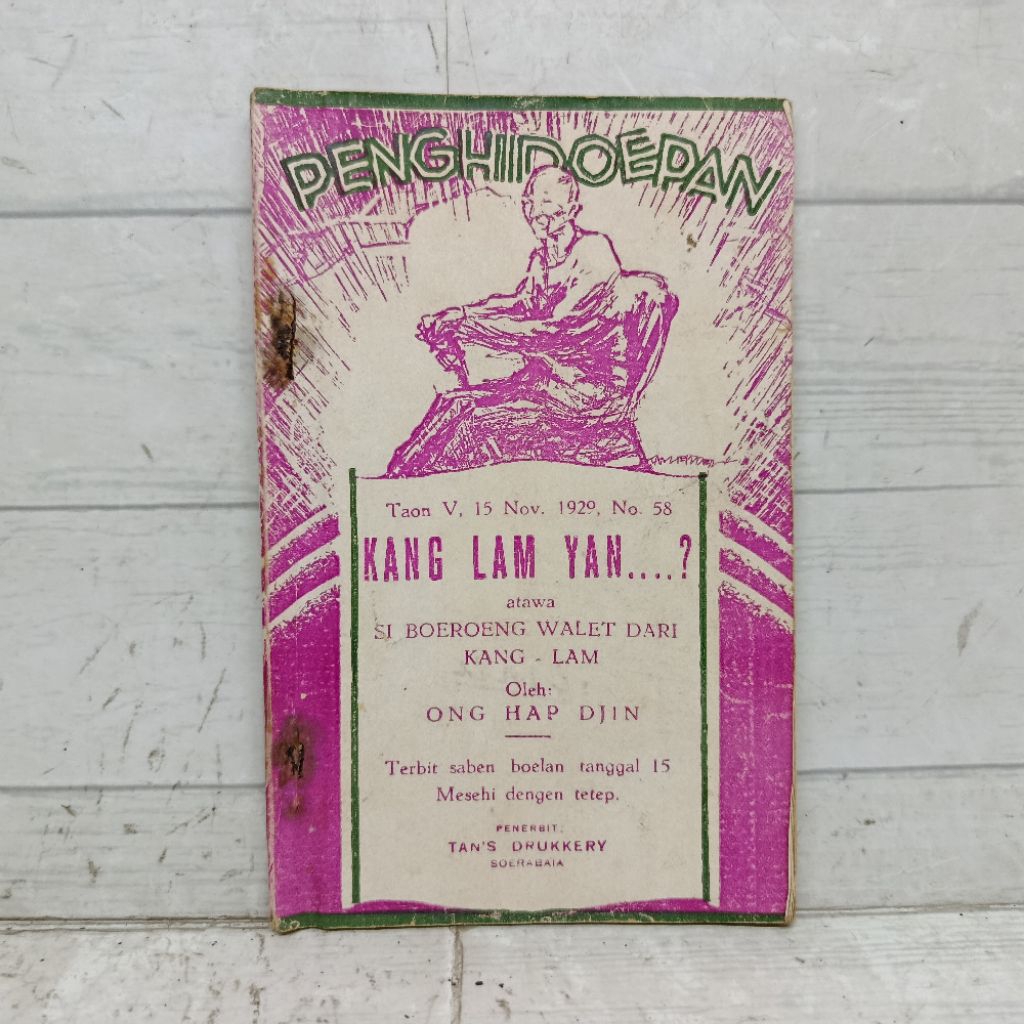 PENGHIDOEPAN
Taon V, 15 Nov. 1929, No. 58
KANG LAM YAN....?
atawa
SI BOEROENG WALET DARI
KANG - LAM
Oleh:
ONG HAP DJIN
Terbit saben boelan tanggal 15
Mesehi dengen tetep.
PENERBIT:
TAN'S DRUKKERY
SOERABAIA